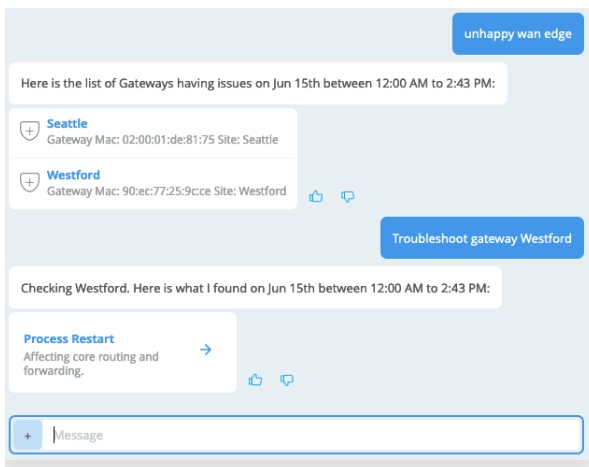 unhappy wan edge
Here is the list of Gateways having issues on Jun 15th between 12:00 AM to 2:43 PM:
Seattle
Gateway Mac: 02:00:01:de:81:75 Site: Seattle
Westford
Gateway Mac: 90:ec:77:25:9c:ce Site: Westford
Troubleshoot gateway Westford
Checking Westford. Here is what I found on Jun 15th between 12:00 AM to 2:43 PM:
Process Restart
Affecting core routing and
forwarding.
+ Message